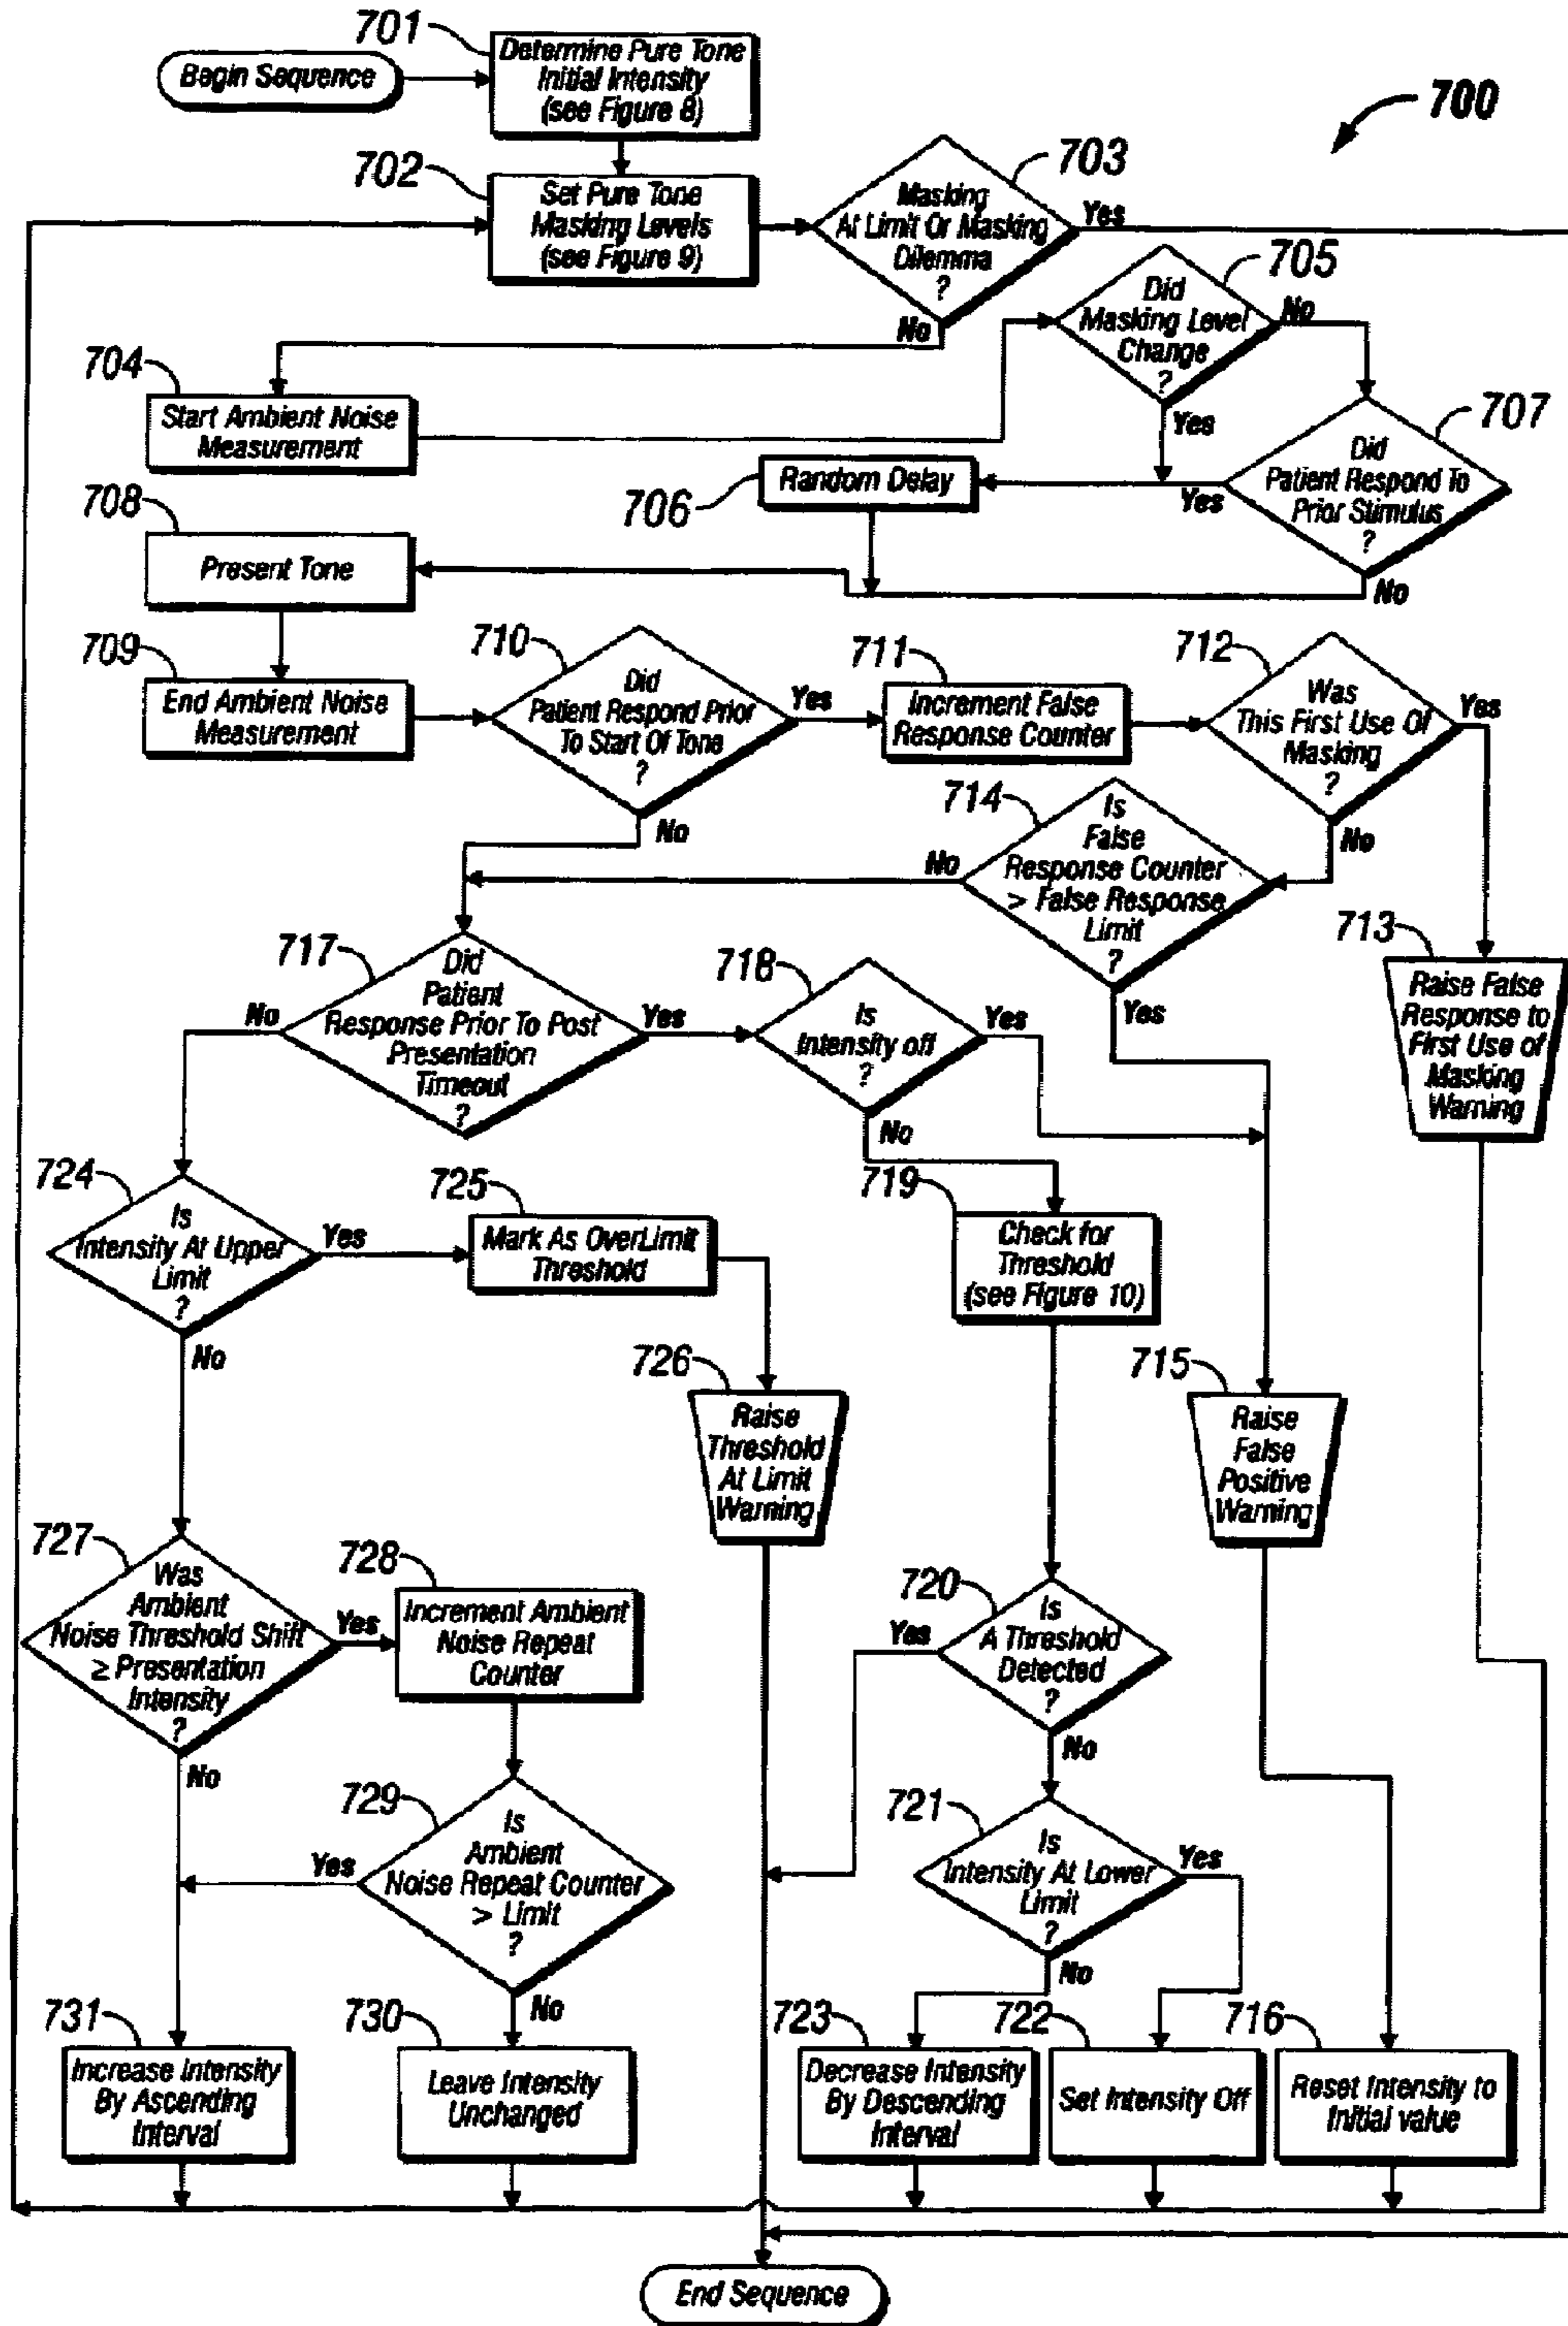 701
Begin Sequence
Determine Pure Tone
Initial Intensity
(see Figure 8)
700
702
Set Pure Tone
Masking Levels
(see Figure 9)
703
Masking
At Limit Or Masking
Dilemma
?
Yes
No
705
Did
Masking Level
Change
?
No
Yes
704
Start Ambient Noise
Measurement
707
Did
Patient Respond To
Prior Stimulus
?
Yes
No
706
Random Delay
708
Present Tone
709
End Ambient Noise
Measurement
710
Did
Patient Respond Prior
To Start Of Tone
?
Yes
No
711
Increment False
Response Counter
712
Was
This First Use Of
Masking
?
Yes
No
714
Is
False
Response Counter
> False Response
Limit
?
No
Yes
713
Raise False
Response to
First Use of
Masking
Warning
717
Did
Patient
Response Prior To Post
Presentation
Timeout
?
No
Yes
718
Is
Intensity off
?
Yes
No
724
Is
Intensity At Upper
Limit
?
Yes
No
725
Mark As OverLimit
Threshold
719
Check for
Threshold
(see Figure 10)
726
Raise
Threshold
At Limit
Warning
715
Raise
False
Positive
Warning
727
Was
Ambient
Noise Threshold Shift
≥ Presentation
Intensity
?
Yes
No
728
Increment Ambient
Noise Repeat
Counter
720
Is
A Threshold
Detected
?
Yes
No
729
Is
Ambient
Noise Repeat Counter
> Limit
?
Yes
No
721
Is
Intensity At Lower
Limit
?
Yes
No
731
Increase Intensity
By Ascending
Interval
730
Leave Intensity
Unchanged
723
Decrease Intensity
By Descending
Interval
722
Set Intensity Off
716
Reset Intensity to
Initial value
End Sequence